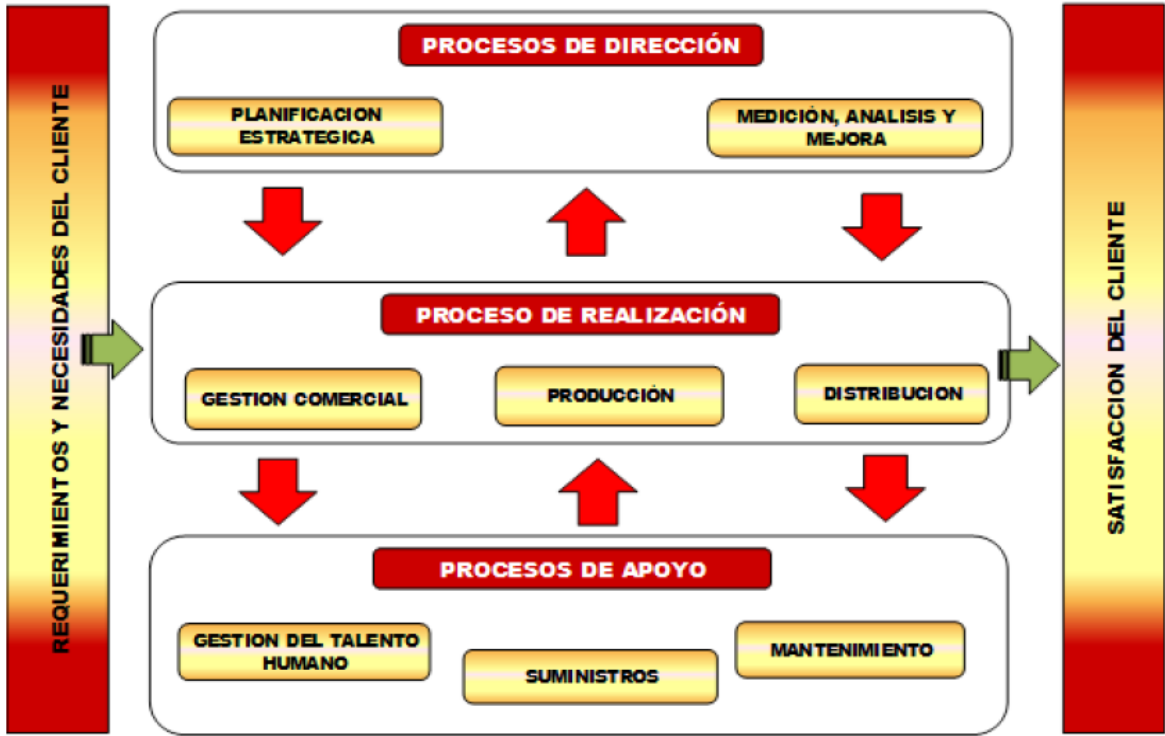 REQUERIMIENTOS Y NECESIDADES DEL CLIENTE
PROCESOS DE DIRECCIÓN
PLANIFICACION
ESTRATEGICA
MEDICIÓN, ANALISIS Y
MEJORA
PROCESO DE REALIZACIÓN
GESTION COMERCIAL
PRODUCCIÓN
DISTRIBUCION
PROCESOS DE APOYO
GESTION DEL TALENTO
HUMANO
SUMINISTROS
MANTENIMIENTO
SATISFACCION DEL CLIENTE